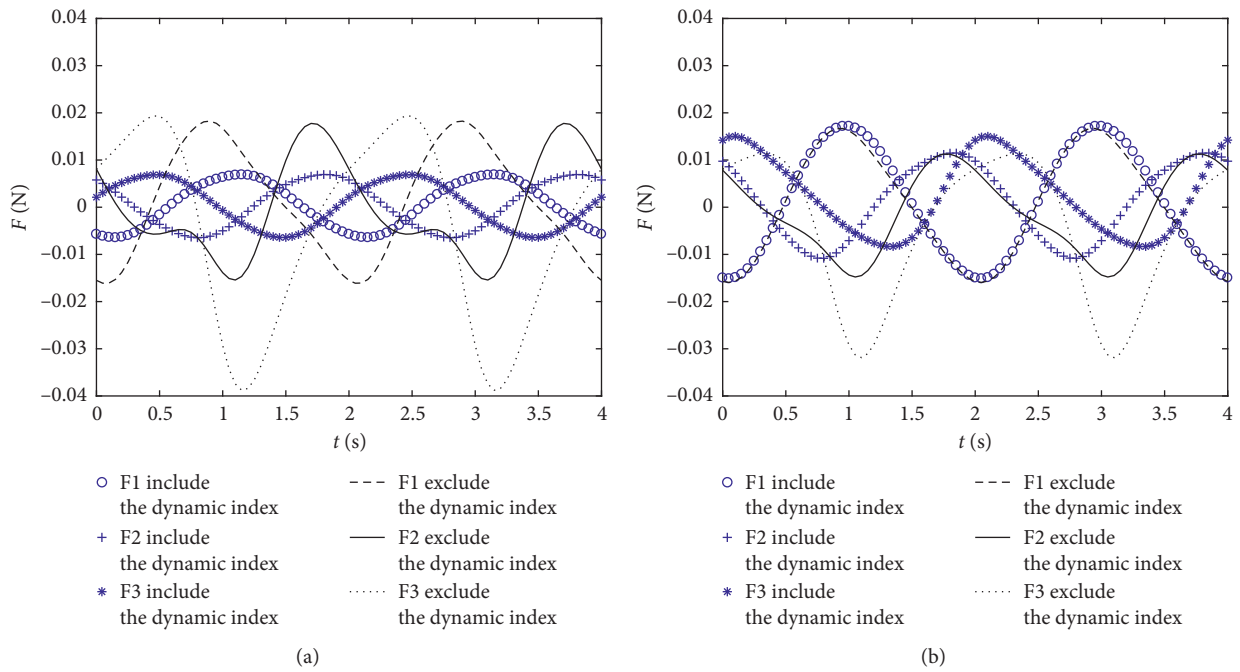 0.04
0.03
0.02
0.01
0
–0.01
–0.02
–0.03
–0.04
F (N)
0 0.5 1 1.5 2 2.5 3 3.5 4
t (s)
F1 include
the dynamic index
F2 include
the dynamic index
F3 include
the dynamic index
F1 exclude
the dynamic index
F2 exclude
the dynamic index
F3 exclude
the dynamic index
(a)
0.04
0.03
0.02
0.01
0
–0.01
–0.02
–0.03
–0.04
F (N)
0 0.5 1 1.5 2 2.5 3 3.5 4
t (s)
F1 include
the dynamic index
F2 include
the dynamic index
F3 include
the dynamic index
F1 exclude
the dynamic index
F2 exclude
the dynamic index
F3 exclude
the dynamic index
(b)